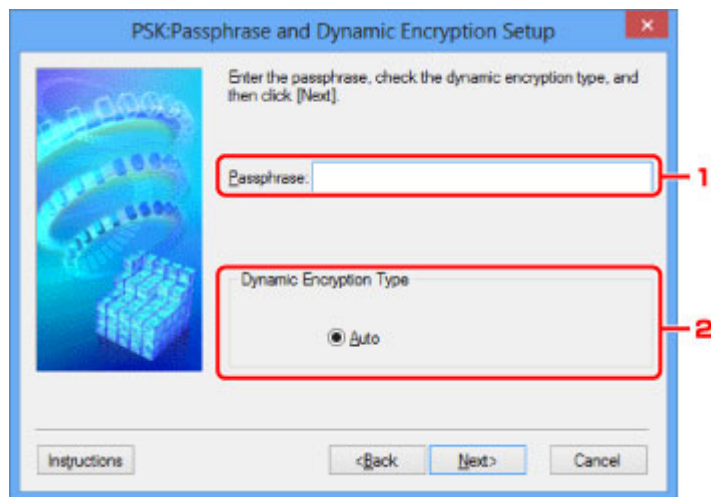 PSK:Passphrase and Dynamic Encryption Setup
Enter the passphrase, check the dynamic encryption type, and
then click [Next].
Passphrase:
1
Dynamic Encryption Type
Auto
2
Instructions
<Back
Next>
Cancel